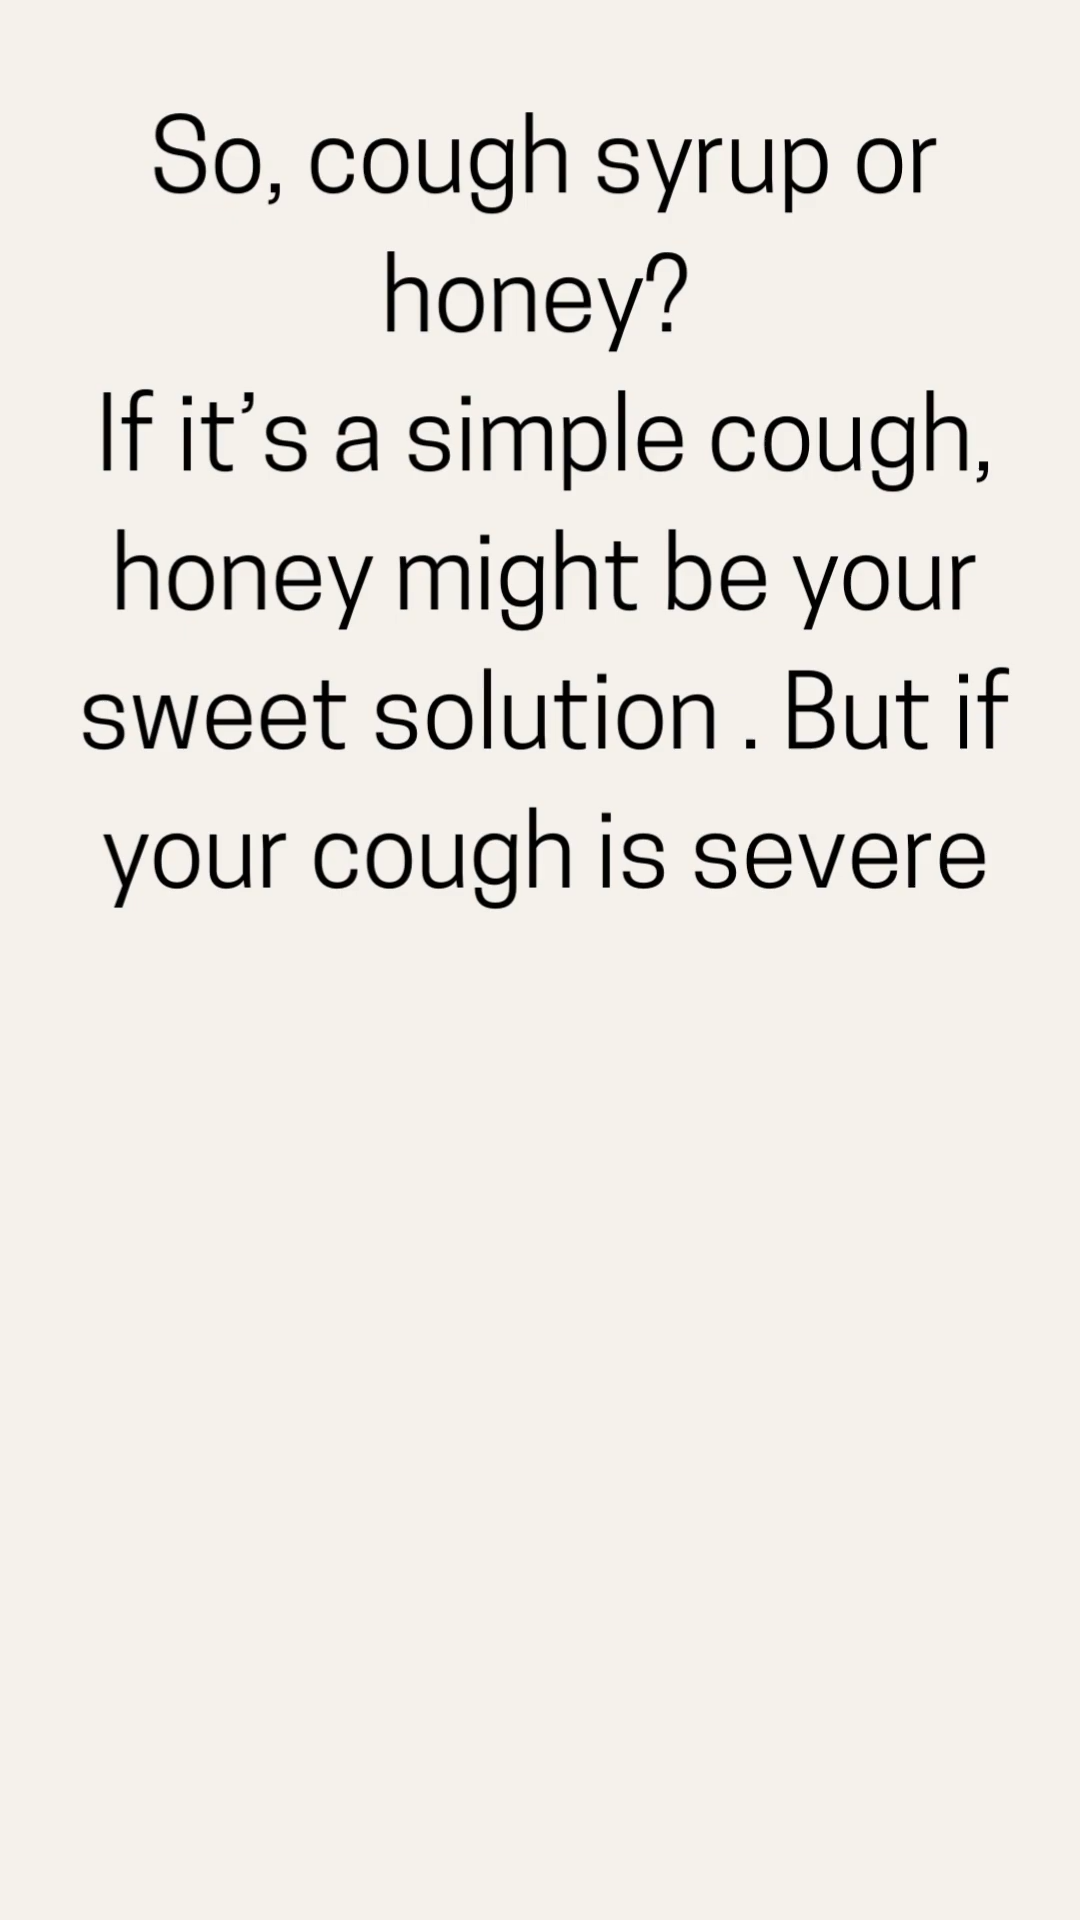 So, cough syrup or
honey?
If it’s a simple cough,
honey might be your
sweet solution . But if
your cough is severe